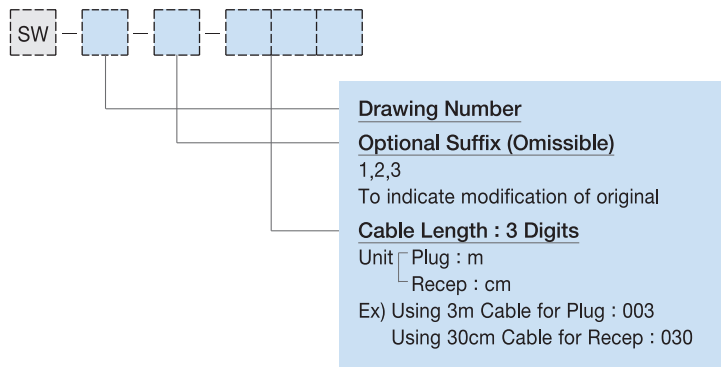 SW
Drawing Number
Optional Suffix (Omissible)
1,2,3
To indicate modification of original
Cable Length : 3 Digits
Unit Plug : m
Recep : cm
Ex) Using 3m Cable for Plug : 003
Using 30cm Cable for Recep : 030